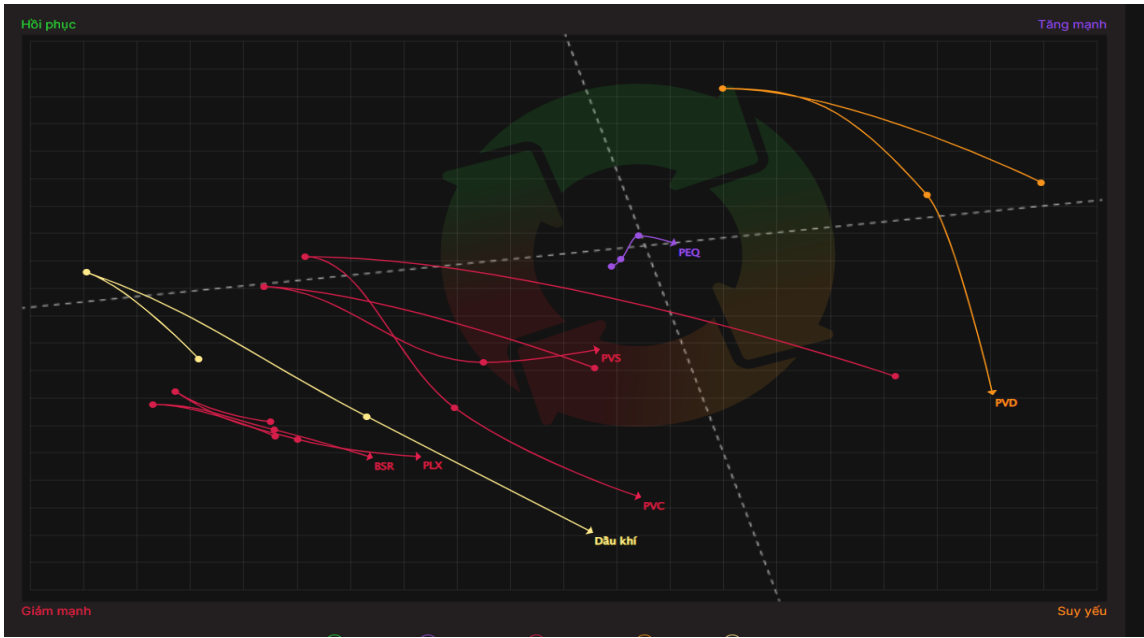 Hồi phục
Tăng mạnh
PEQ
PVS
PVD
BSR
PLX
PVC
Dầu khí
Giảm mạnh
Suy yếu